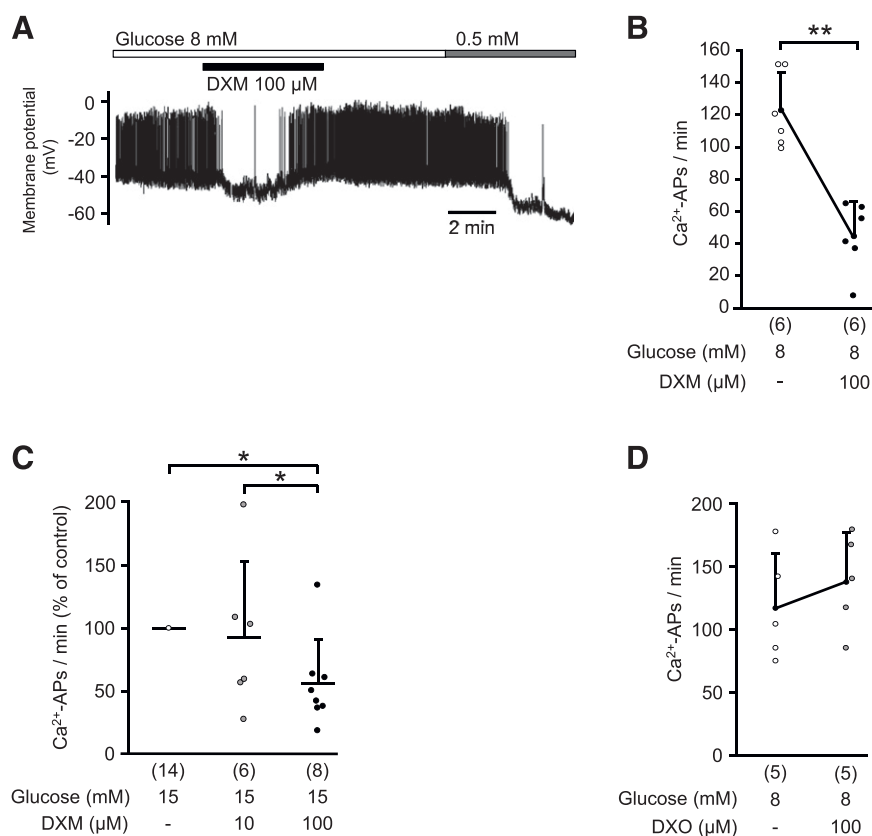 A
Glucose 8 mM
0.5 mM
DXM 100 µM
Membrane potential
(mV)
0
-20
-40
-60
2 min
B
**
Ca²⁺-APs / min
160
140
120
100
80
60
40
20
0
(6) (6)
Glucose (mM) 8 8
DXM (µM) - 100
C
*
*
Ca²⁺-APs / min (% of control)
200
150
100
50
0
(14) (6) (8)
Glucose (mM) 15 15 15
DXM (µM) - 10 100
D
Ca²⁺-APs / min
200
150
100
50
0
(5) (5)
Glucose (mM) 8 8
DXO (µM) - 100